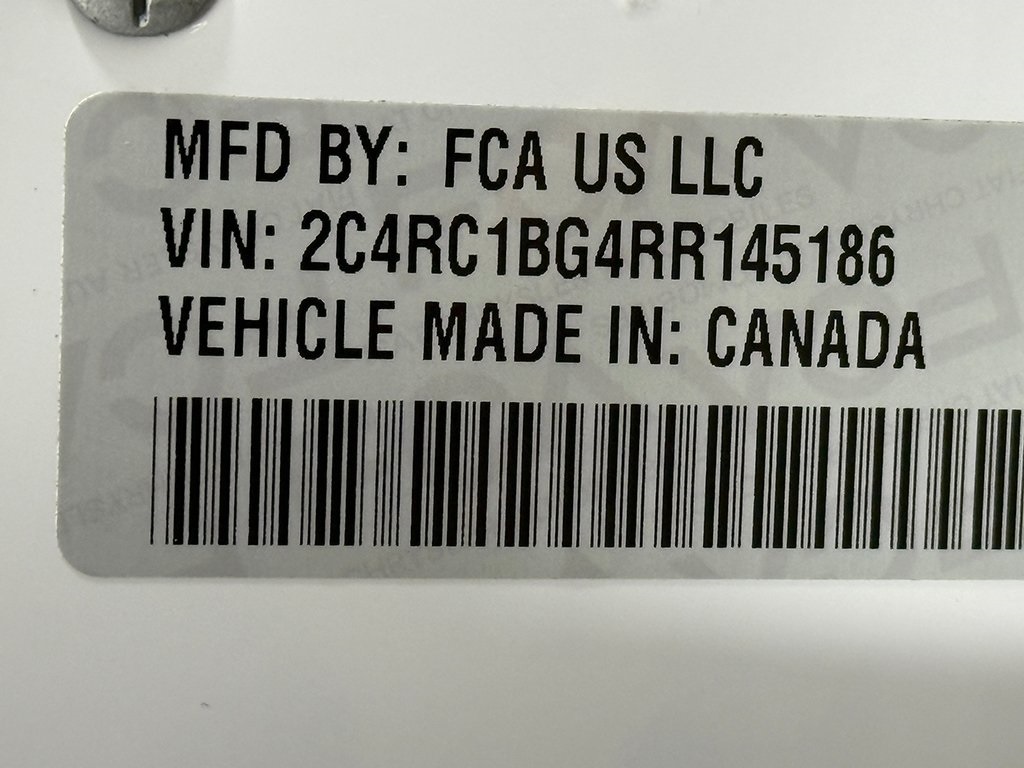 MFD BY: FCA US LLC
VIN: 2C4RC1BG4RR145186
VEHICLE MADE IN: CANADA